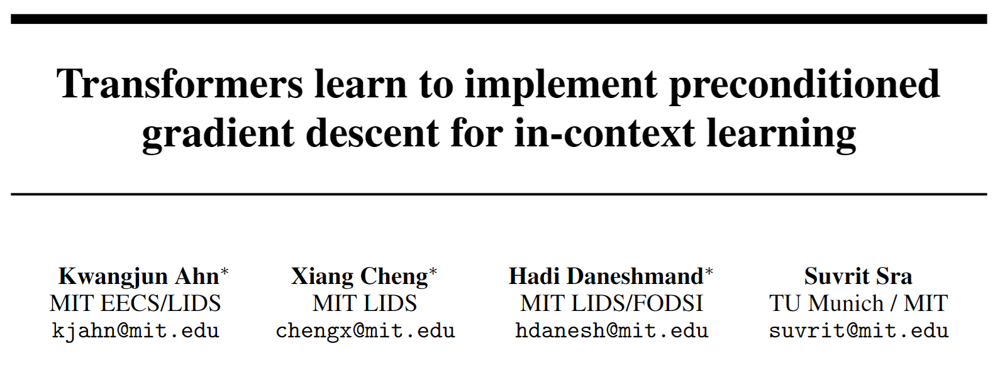 Transformers learn to implement preconditioned
gradient descent for in-context learning
Kwangjun Ahn*
MIT EECS/LIDS
kjahn@mit.edu
Xiang Cheng*
MIT LIDS
chengx@mit.edu
Hadi Daneshmand*
MIT LIDS/FODSI
hdanesh@mit.edu
Suvrit Sra
TU Munich / MIT
suvrit@mit.edu